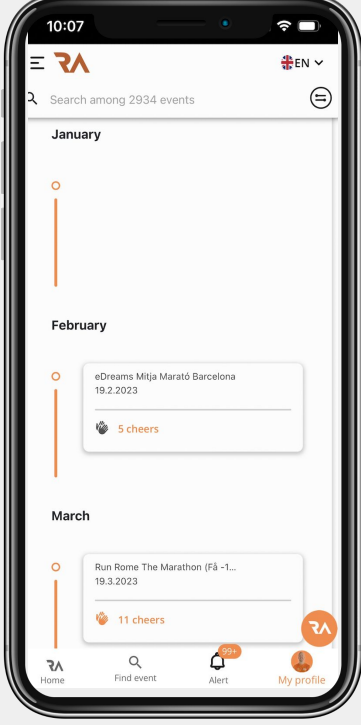 10:07
RA
EN
Search among 2934 events
January
February
eDreams Mitja Marató Barcelona
19.2.2023
5 cheers
March
Run Rome The Marathon (Få -1...
19.3.2023
11 cheers
RA
99+
RA
Home
Find event
Alert
My profile